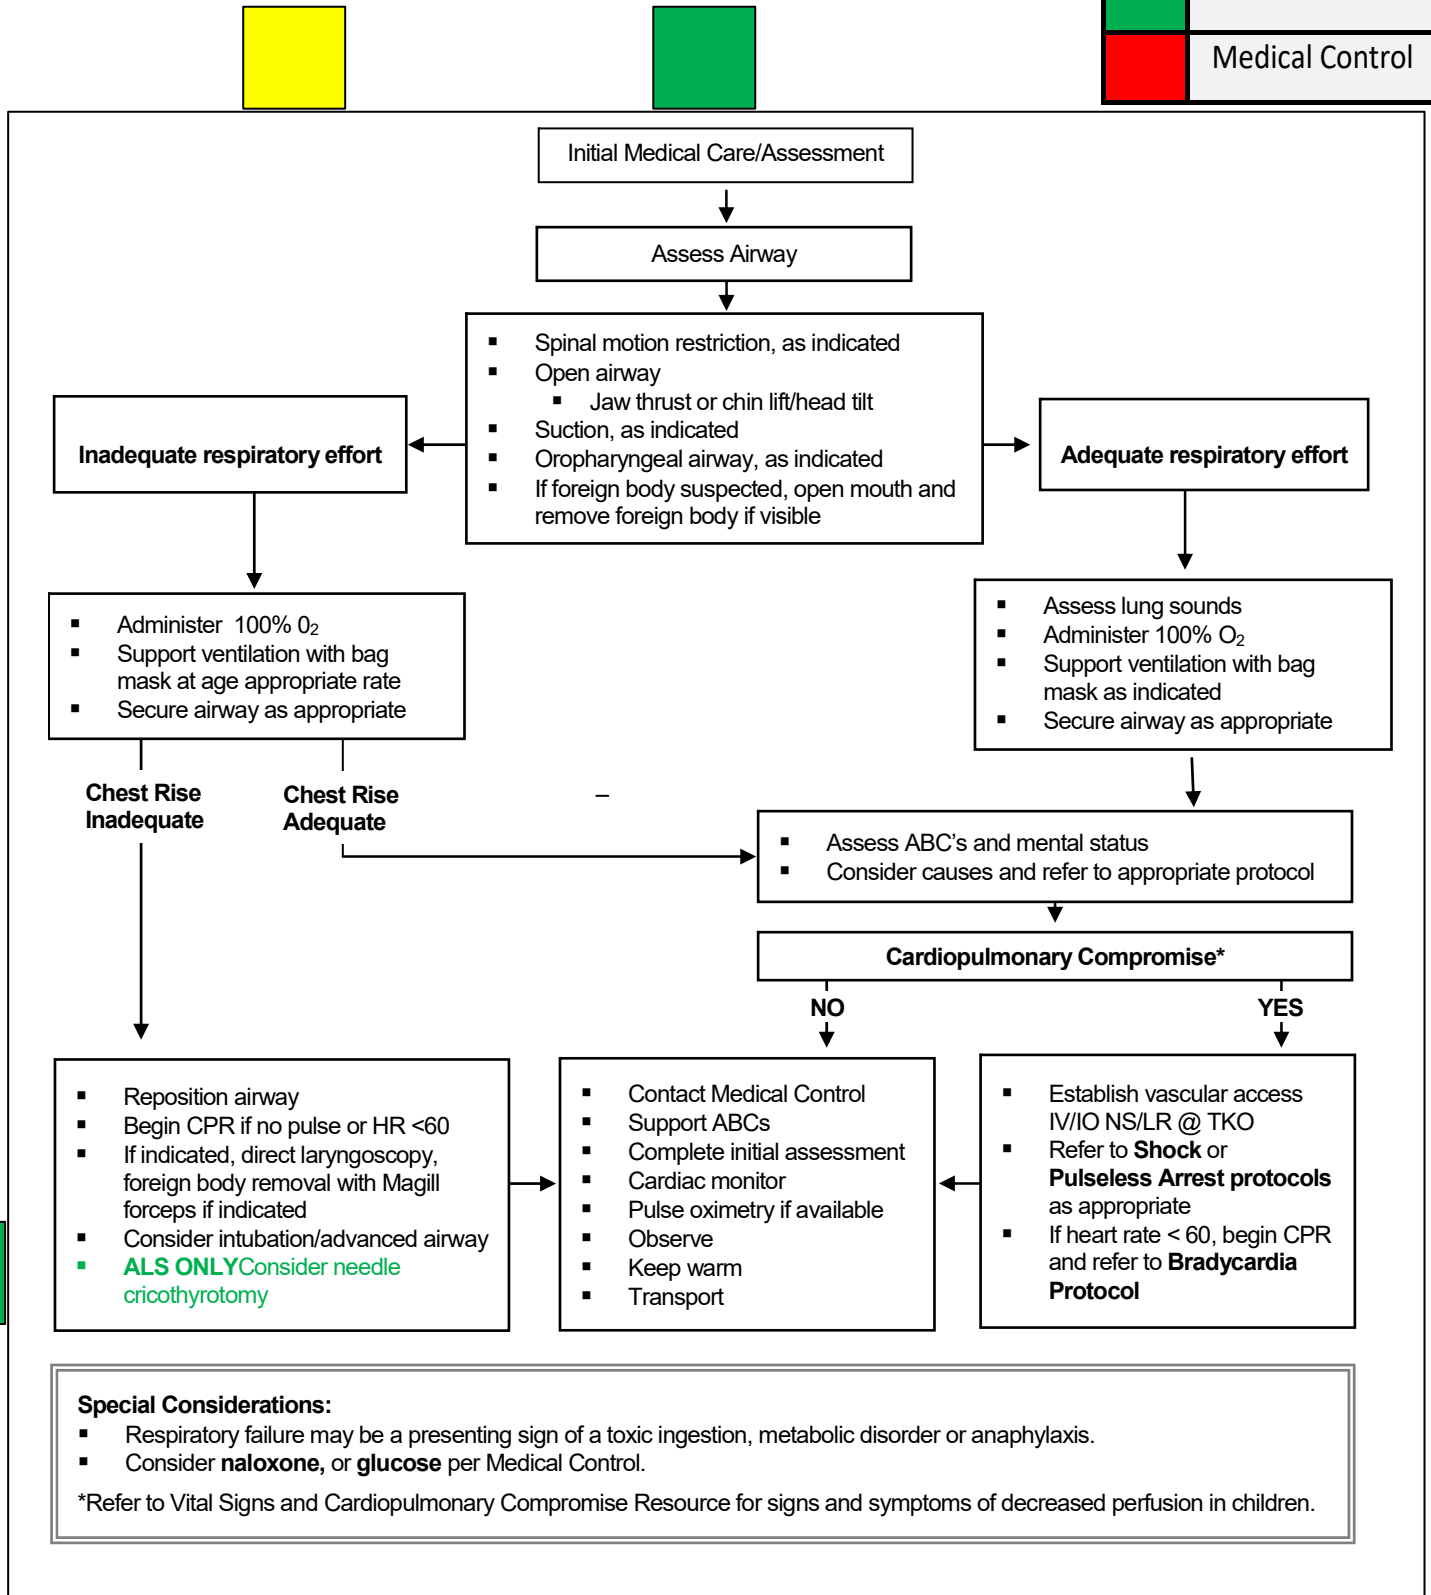 Medical Control
Initial Medical Care/Assessment
Assess Airway
▪ Spinal motion restriction, as indicated
▪ Open airway
▪ Jaw thrust or chin lift/head tilt
▪ Suction, as indicated
▪ Oropharyngeal airway, as indicated
▪ If foreign body suspected, open mouth and
remove foreign body if visible
Inadequate respiratory effort
Adequate respiratory effort
▪ Administer 100% 0₂
▪ Support ventilation with bag
mask at age appropriate rate
▪ Secure airway as appropriate
▪ Assess lung sounds
▪ Administer 100% O₂
▪ Support ventilation with bag
mask as indicated
▪ Secure airway as appropriate
Chest Rise
Inadequate
Chest Rise
Adequate
–
▪ Assess ABC’s and mental status
▪ Consider causes and refer to appropriate protocol
Cardiopulmonary Compromise*
NO
YES
▪ Reposition airway
▪ Begin CPR if no pulse or HR <60
▪ If indicated, direct laryngoscopy,
foreign body removal with Magill
forceps if indicated
▪ Consider intubation/advanced airway
▪ ALS ONLYConsider needle
cricothyrotomy
▪ Contact Medical Control
▪ Support ABCs
▪ Complete initial assessment
▪ Cardiac monitor
▪ Pulse oximetry if available
▪ Observe
▪ Keep warm
▪ Transport
▪ Establish vascular access
IV/IO NS/LR @ TKO
▪ Refer to Shock or
Pulseless Arrest protocols
as appropriate
▪ If heart rate < 60, begin CPR
and refer to Bradycardia
Protocol
Special Considerations:
▪ Respiratory failure may be a presenting sign of a toxic ingestion, metabolic disorder or anaphylaxis.
▪ Consider naloxone, or glucose per Medical Control.
*Refer to Vital Signs and Cardiopulmonary Compromise Resource for signs and symptoms of decreased perfusion in children.